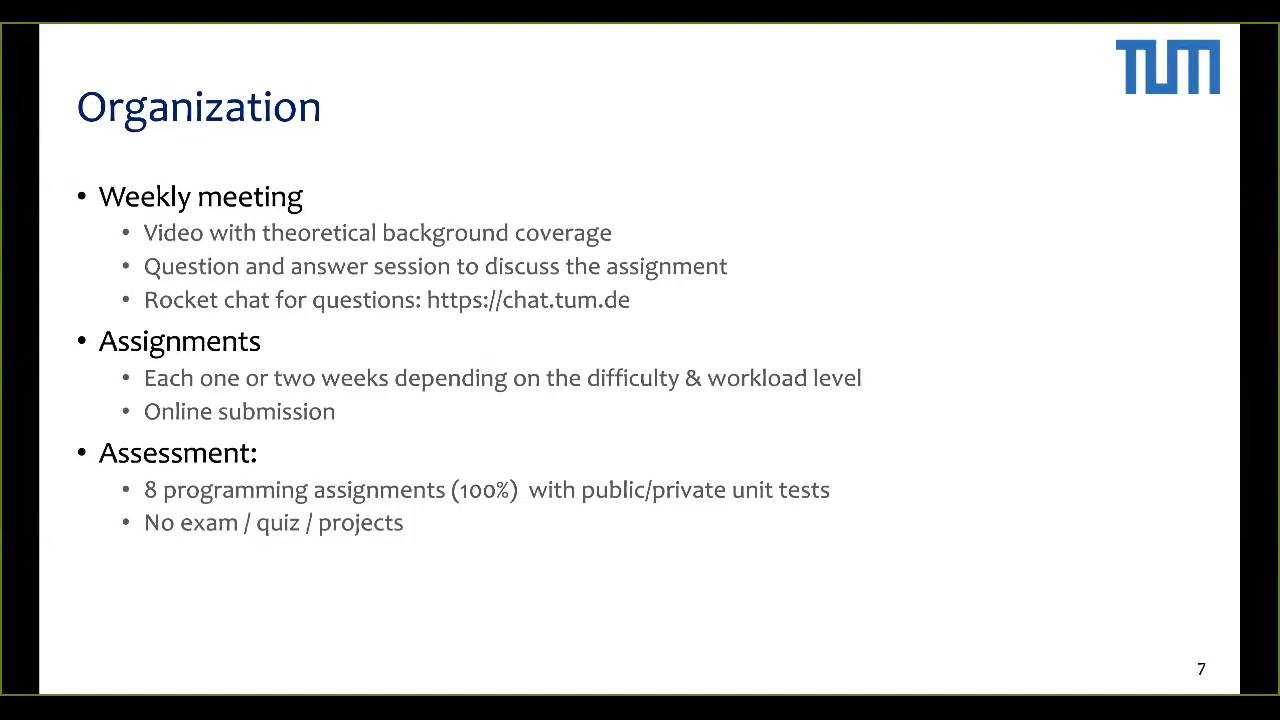 TUM
Organization
• Weekly meeting
• Video with theoretical background coverage
• Question and answer session to discuss the assignment
• Rocket chat for questions: https://chat.tum.de
• Assignments
• Each one or two weeks depending on the difficulty & workload level
• Online submission
• Assessment:
• 8 programming assignments (100%)  with public/private unit tests
• No exam / quiz / projects
7